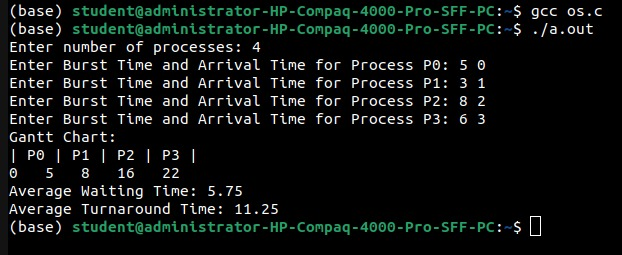 (base) student@administrator-HP-Compaq-4000-Pro-SFF-PC:~$ gcc os.c
(base) student@administrator-HP-Compaq-4000-Pro-SFF-PC:~$ ./a.out
Enter number of processes: 4
Enter Burst Time and Arrival Time for Process P0: 5 0
Enter Burst Time and Arrival Time for Process P1: 3 1
Enter Burst Time and Arrival Time for Process P2: 8 2
Enter Burst Time and Arrival Time for Process P3: 6 3
Gantt Chart:
| P0 | P1 | P2 | P3 |
0   5   8   16   22
Average Waiting Time: 5.75
Average Turnaround Time: 11.25
(base) student@administrator-HP-Compaq-4000-Pro-SFF-PC:~$